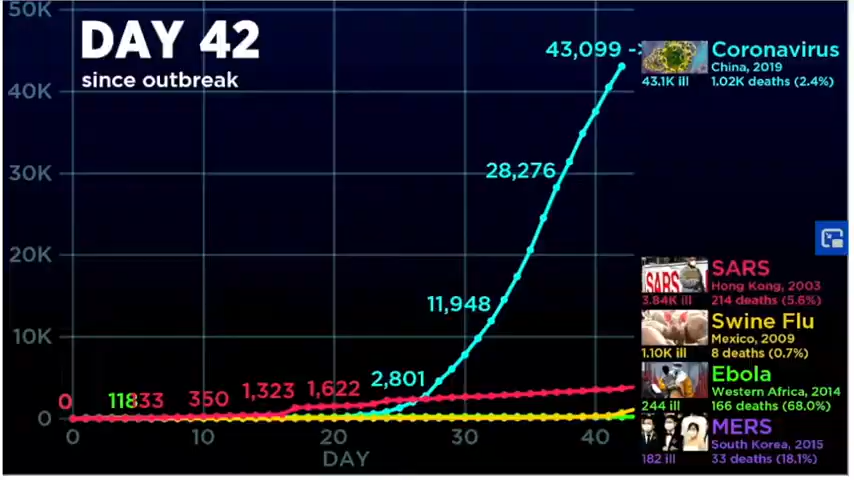 50K
DAY 42
since outbreak
43,099 ->
Coronavirus
China, 2019
43.1K ill
1.02K deaths (2.4%)
40K
30K
28,276
20K
SARS
SARS
Hong Kong, 2003
3.84K ill
214 deaths (5.6%)
11,948
Swine Flu
Mexico, 2009
1.10K ill
8 deaths (0.7%)
10K
Ebola
Western Africa, 2014
244 ill
166 deaths (68.0%)
0
118
333
350
1,323
1,622
2,801
MERS
South Korea, 2015
182 ill
33 deaths (18.1%)
0
0
10
20
30
40
DAY